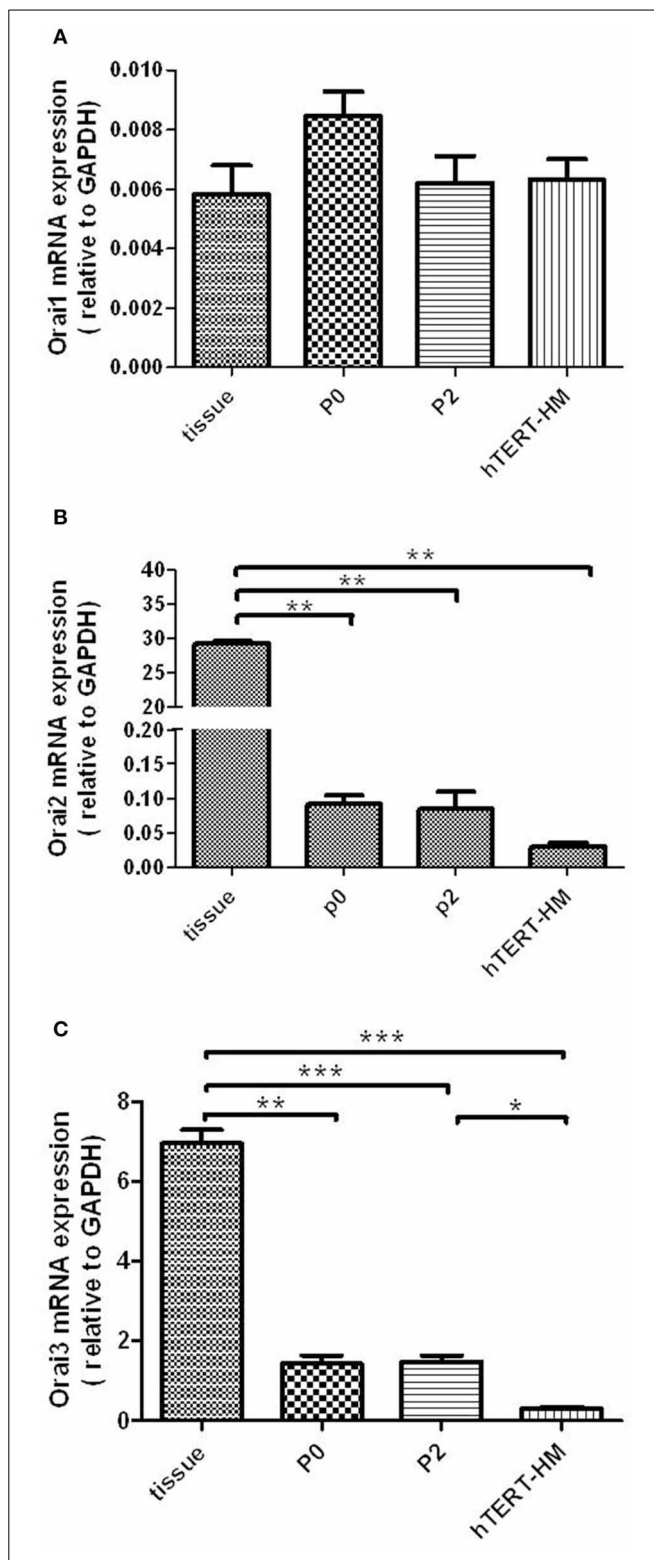 A
Orai1 mRNA expression
( relative to GAPDH)
0.010
0.008
0.006
0.004
0.002
0.000
tissue
P0
P2
hTERT-HM
B
Orai2 mRNA expression
( relative to GAPDH)
**
**
**
40
35
30
25
20
0.20
0.15
0.10
0.05
0.00
tissue
p0
p2
hTERT-HM
C
Orai3 mRNA expression
( relative to GAPDH)
***
***
**
*
8
6
4
2
0
tissue
P0
P2
hTERT-HM